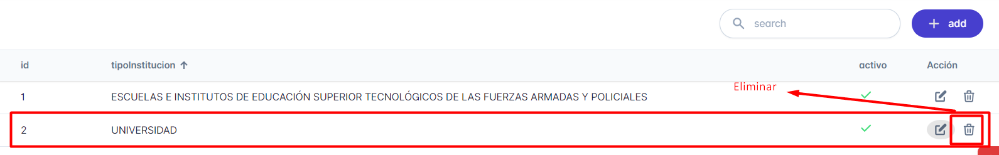 search
add
id tipoInstitucion activo Acción
Eliminar
1 ESCUELAS E INSTITUTOS DE EDUCACIÓN SUPERIOR TECNOLÓGICOS DE LAS FUERZAS ARMADAS Y POLICIALES
2 UNIVERSIDAD